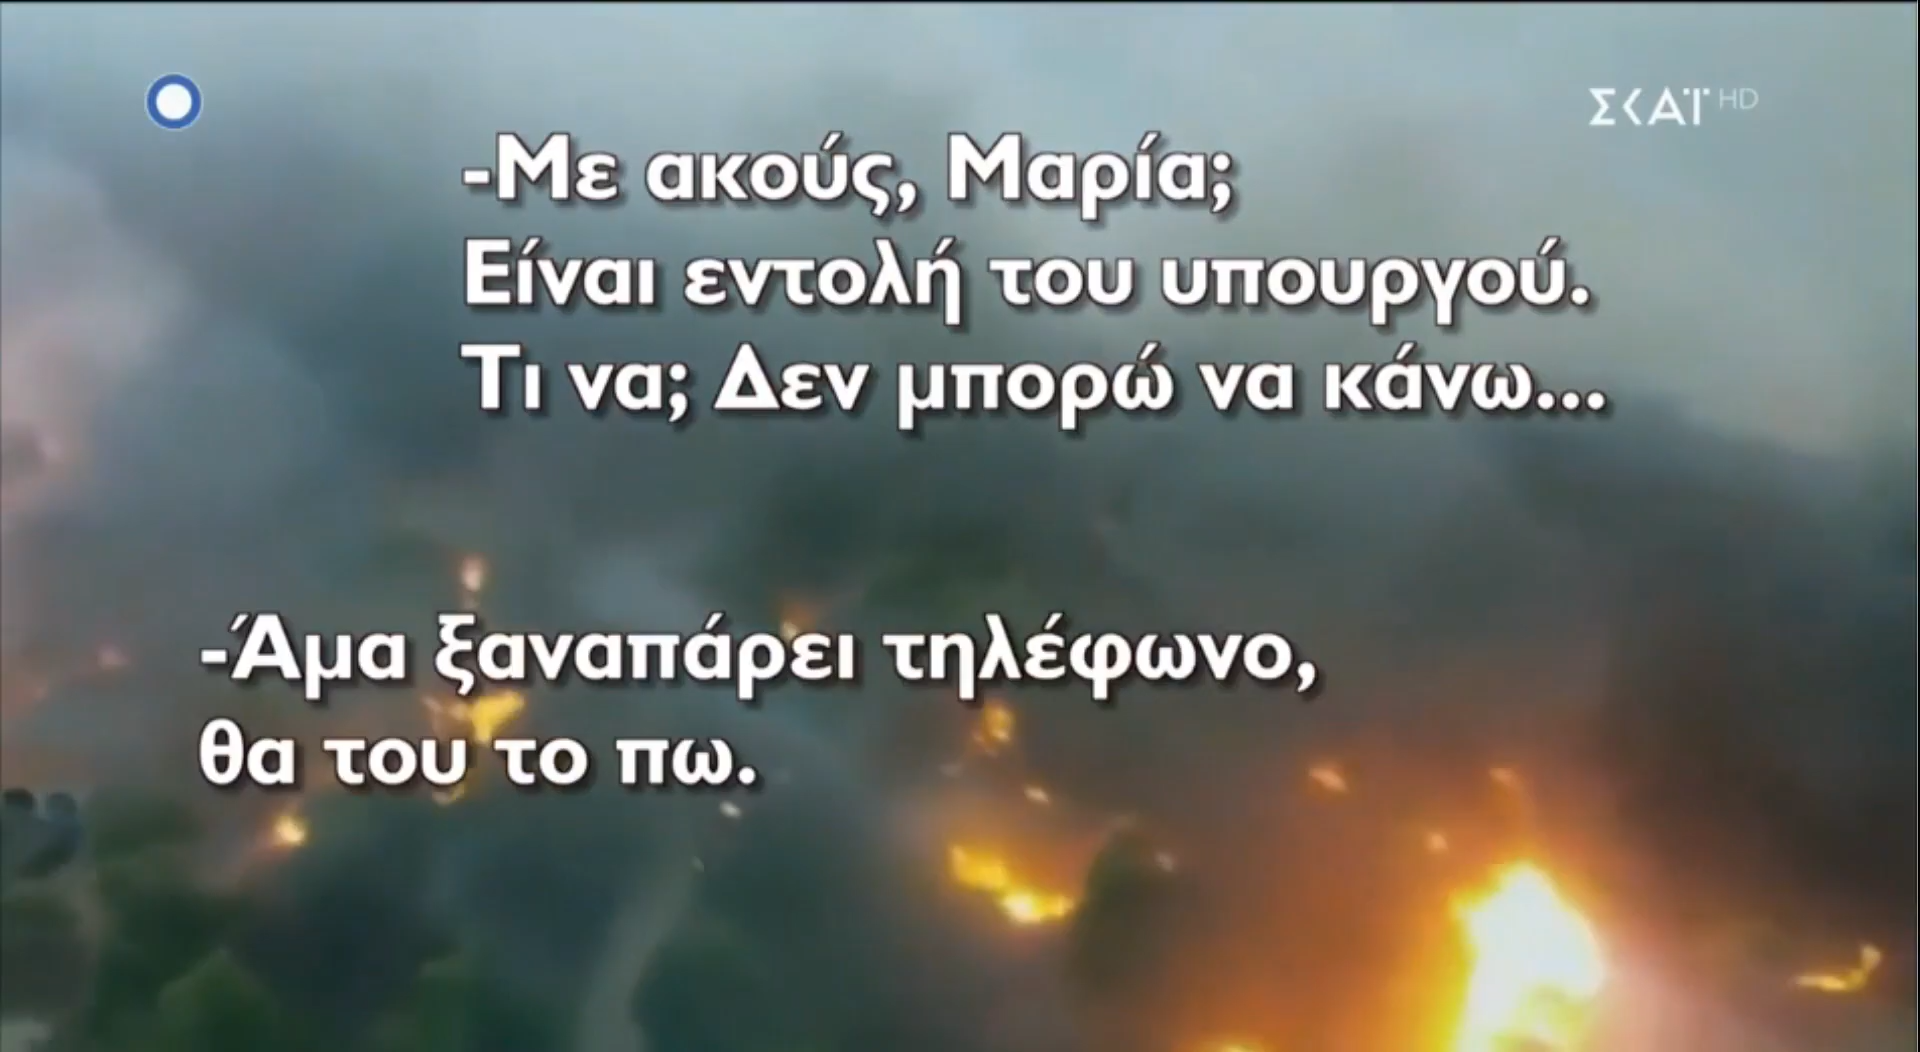 ΣΚΑΪ HD
-Με ακούς, Μαρία;
Είναι εντολή του υπουργού.
Τι να; Δεν μπορώ να κάνω...
-Άμα ξαναπάρει τηλέφωνο,
θα του το πω.